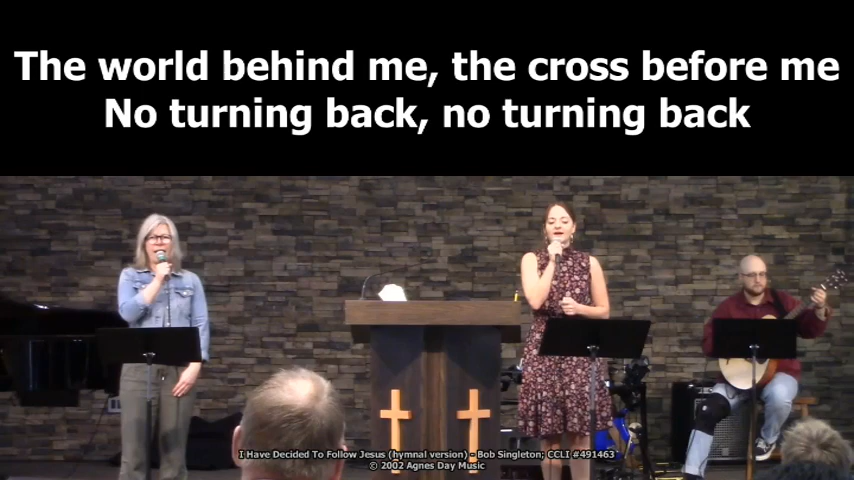 The world behind me, the cross before me
No turning back, no turning back
I Have Decided To Follow Jesus (hymnal version) - Bob Singleton; CCLI #491463
© 2002 Agnes Day Music